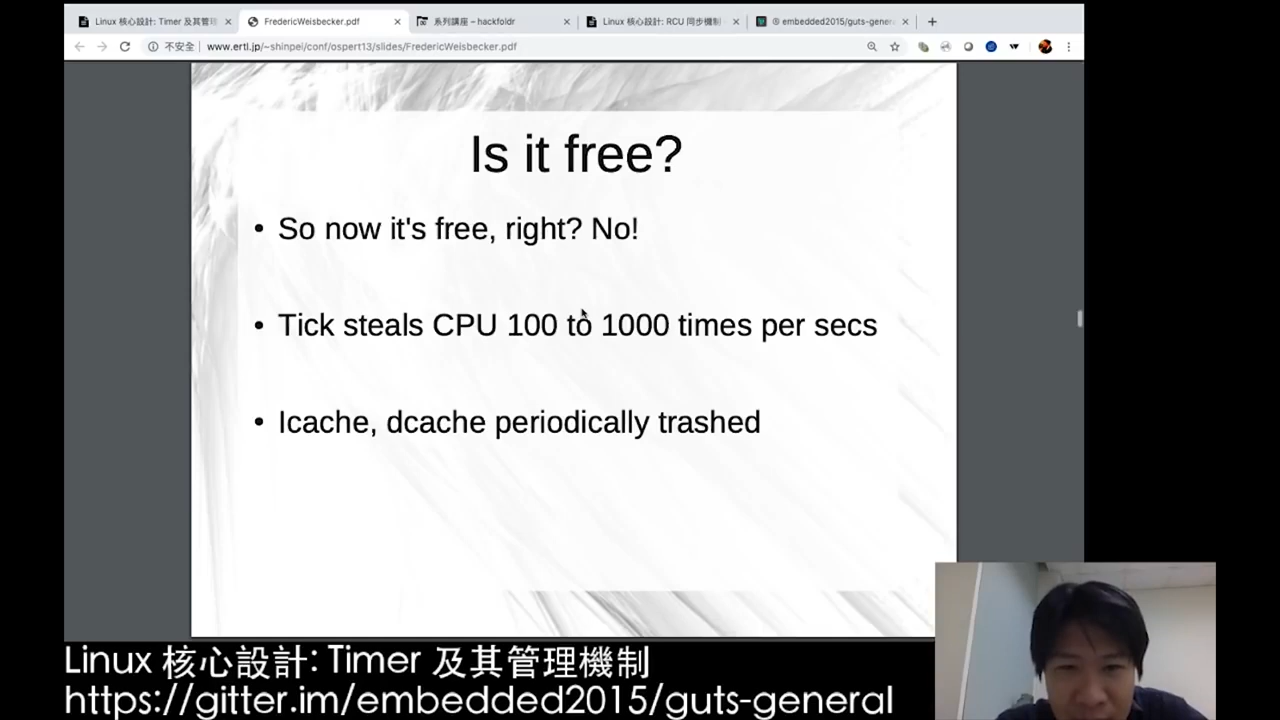 Linux 核心設計: Timer 及其管理
FredericWeisbecker.pdf
系列講座 – hackfoldr
Linux 核心設計: RCU 同步機制
embedded2015/guts-genera
不安全
www.ertl.jp/~shinpei/conf/ospert13/slides/FredericWeisbecker.pdf
Is it free?
• So now it's free, right? No!
• Tick steals CPU 100 to 1000 times per secs
• Icache, dcache periodically trashed
Linux 核心設計: Timer 及其管理機制
https://gitter.im/embedded2015/guts-general